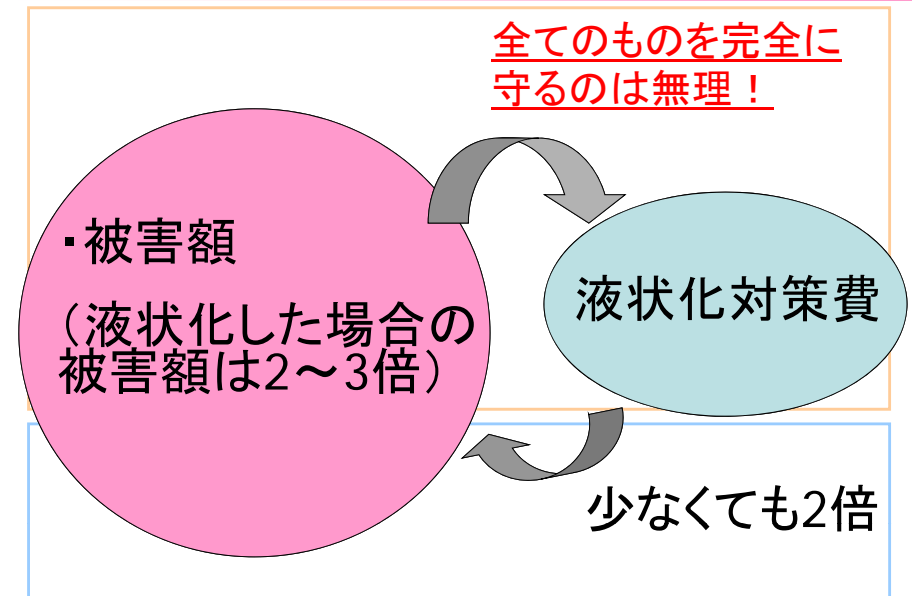 全てのものを完全に
守るのは無理！
・被害額
（液状化した場合の
被害額は2～3倍）
液状化対策費
少なくても2倍